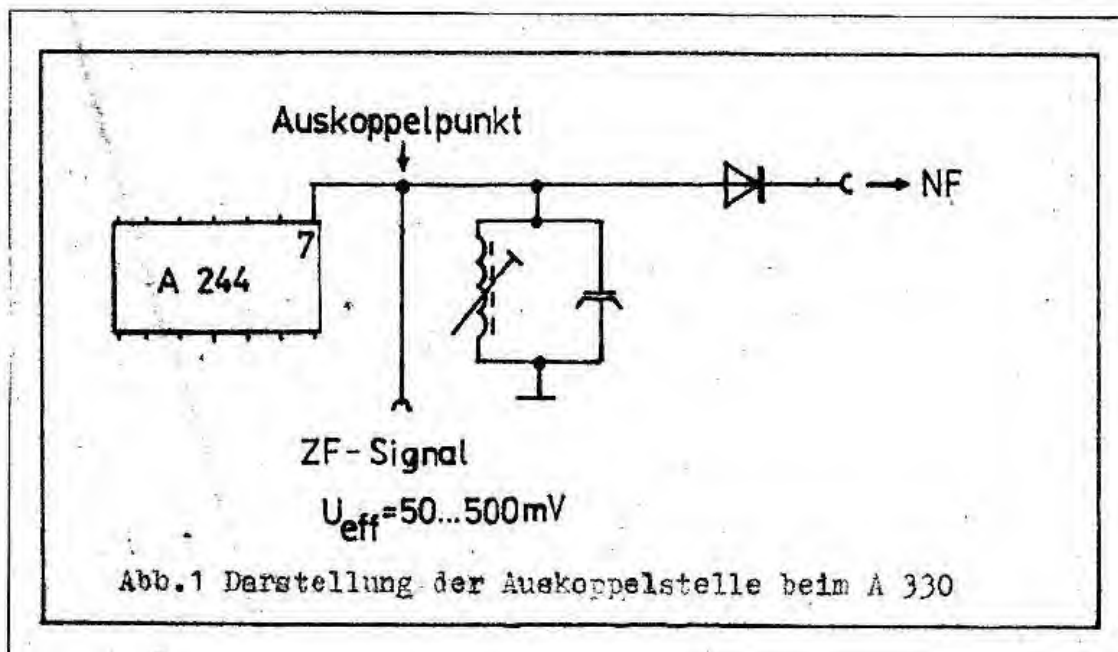 Auskoppelpunkt
NF
7
A 244
ZF-Signal
Ueff=50...500mV
Abb.1 Darstellung der Auskoppelstelle beim A 330